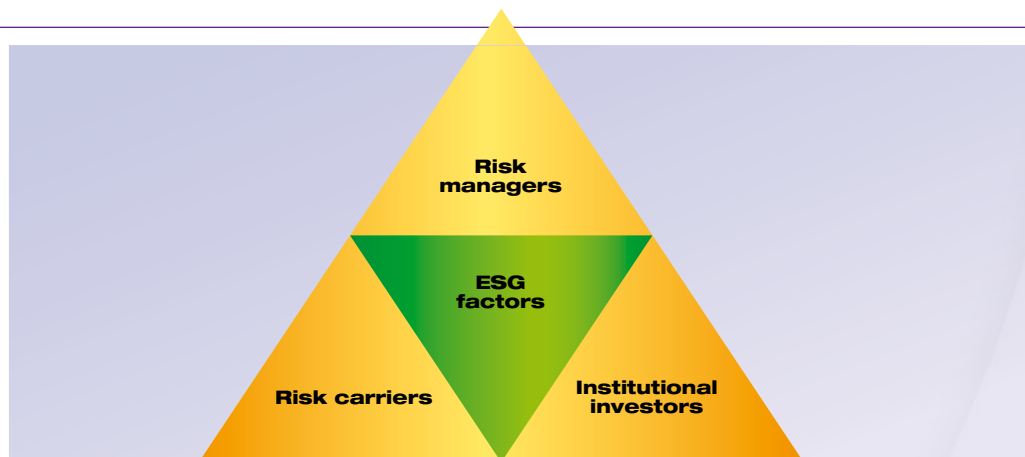 Risk
managers
ESG
factors
Risk carriers
Institutional
investors